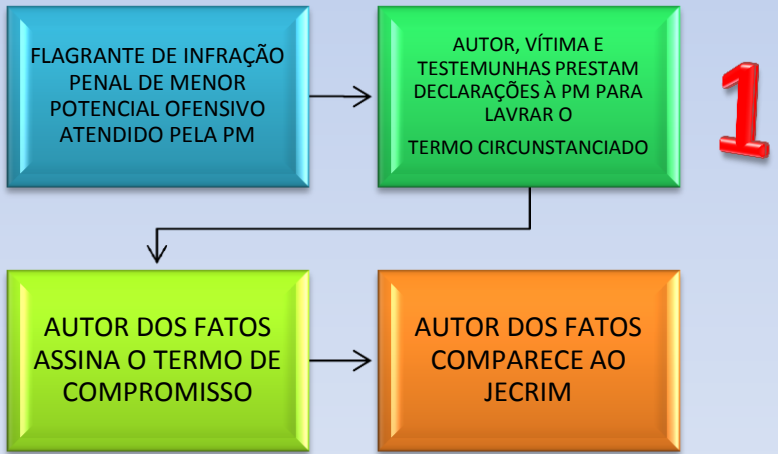 FLAGRANTE DE INFRAÇÃO
PENAL DE MENOR
POTENCIAL OFENSIVO
ATENDIDO PELA PM
AUTOR, VÍTIMA E
TESTEMUNHAS PRESTAM
DECLARAÇÕES À PM PARA
LAVRAR O
TERMO CIRCUNSTANCIADO
1
AUTOR DOS FATOS
ASSINA O TERMO DE
COMPROMISSO
AUTOR DOS FATOS
COMPARECE AO
JECRIM